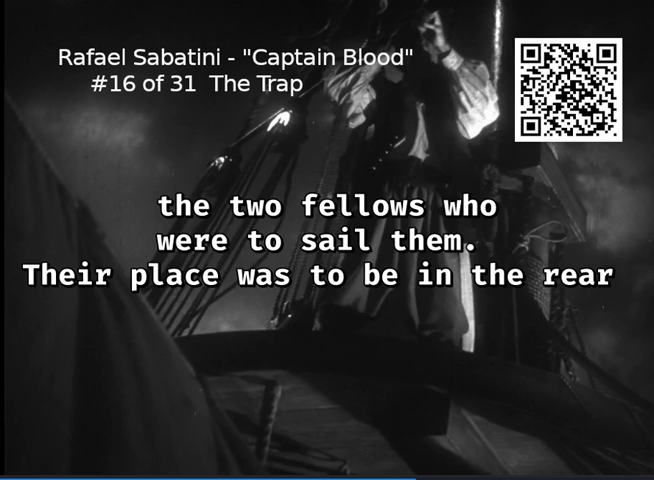 Rafael Sabatini - "Captain Blood"
#16 of 31  The Trap
the two fellows who
were to sail them.
Their place was to be in the rear